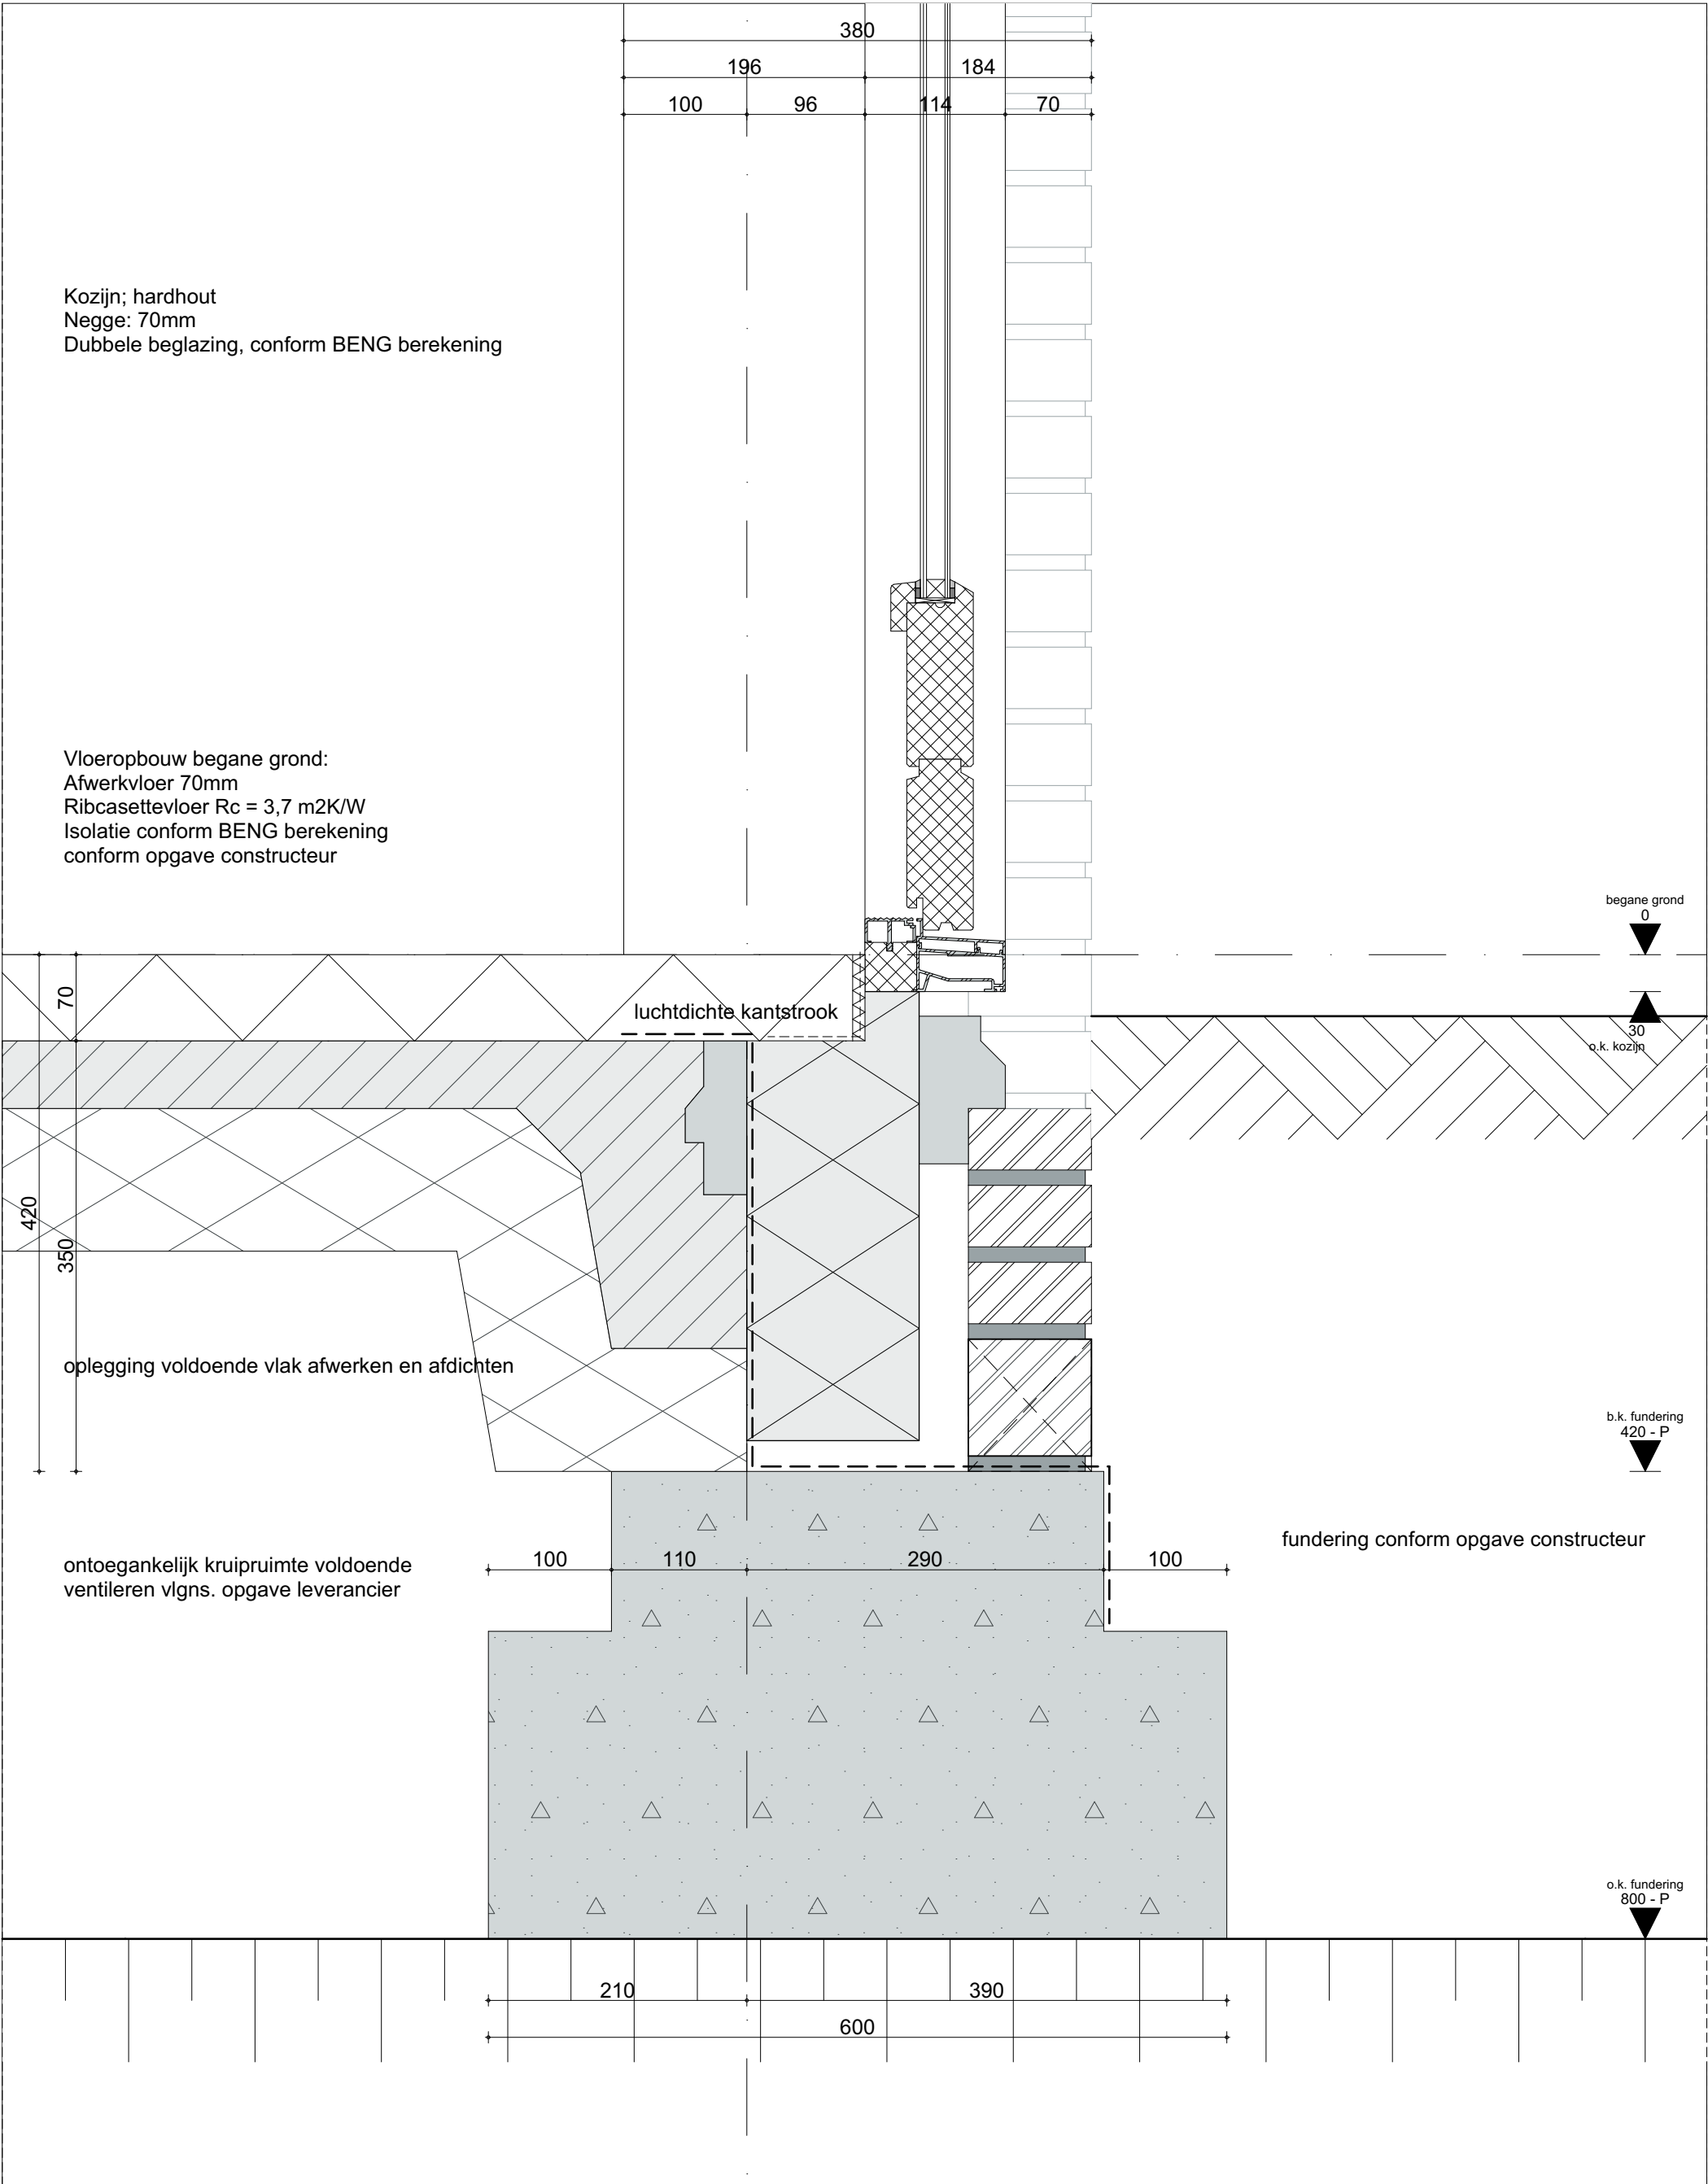 380
196
184
100
96
114
70
Kozijn; hardhout
Negge: 70mm
Dubbele beglazing, conform BENG berekening
Vloeropbouw begane grond:
Afwerkvloer 70mm
Ribcasettevloer Rc = 3,7 m2K/W
Isolatie conform BENG berekening
conform opgave constructeur
begane grond
0
70
luchtdichte kantstrook
30
o.k. kozijn
420
350
oplegging voldoende vlak afwerken en afdichten
b.k. fundering
420 - P
fundering conform opgave constructeur
ontoegankelijk kruipruimte voldoende
ventileren vlgns. opgave leverancier
100
110
290
100
o.k. fundering
800 - P
210
390
600